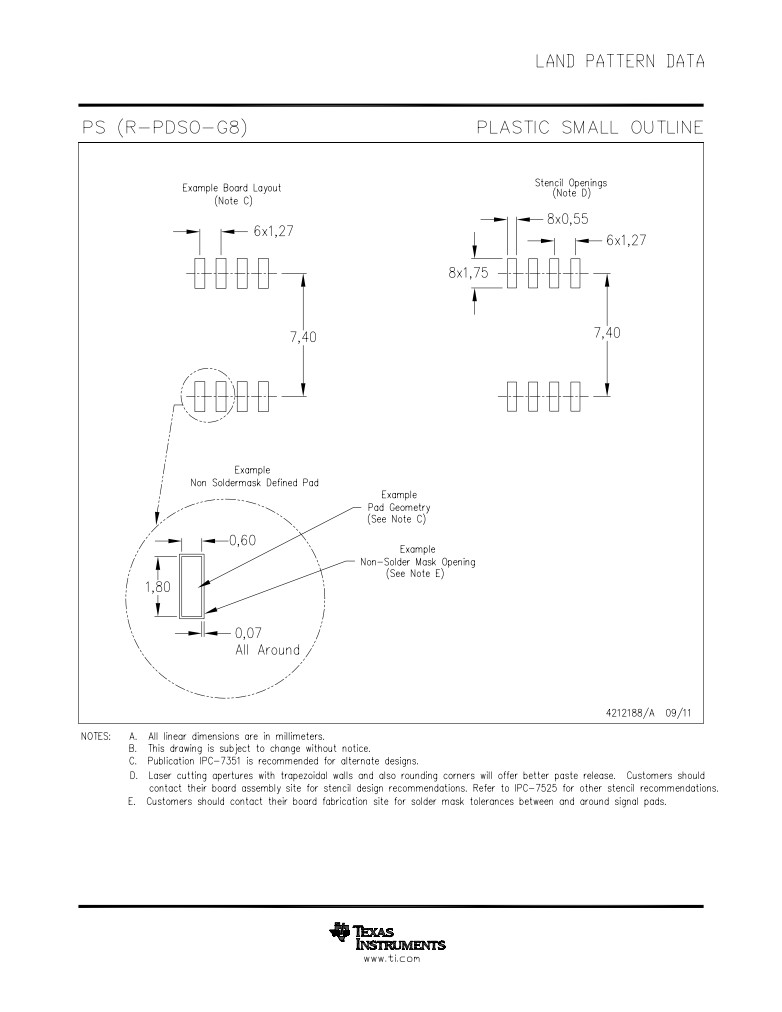 LAND PATTERN DATA
PS (R-PDSO-G8)
PLASTIC SMALL OUTLINE
Example Board Layout
(Note C)
6x1,27
7,40
Stencil Openings
(Note D)
8x0,55
6x1,27
8x1,75
7,40
Example
Non Soldermask Defined Pad
Example
Pad Geometry
(See Note C)
0,60
Example
Non-Solder Mask Opening
(See Note E)
1,80
0,07
All Around
4212188/A 09/11
NOTES: A. All linear dimensions are in millimeters.
B. This drawing is subject to change without notice.
C. Publication IPC-7351 is recommended for alternate designs.
D. Laser cutting apertures with trapezoidal walls and also rounding corners will offer better paste release. Customers should
contact their board assembly site for stencil design recommendations. Refer to IPC-7525 for other stencil recommendations.
E. Customers should contact their board fabrication site for solder mask tolerances between and around signal pads.
TEXAS
INSTRUMENTS
www.ti.com